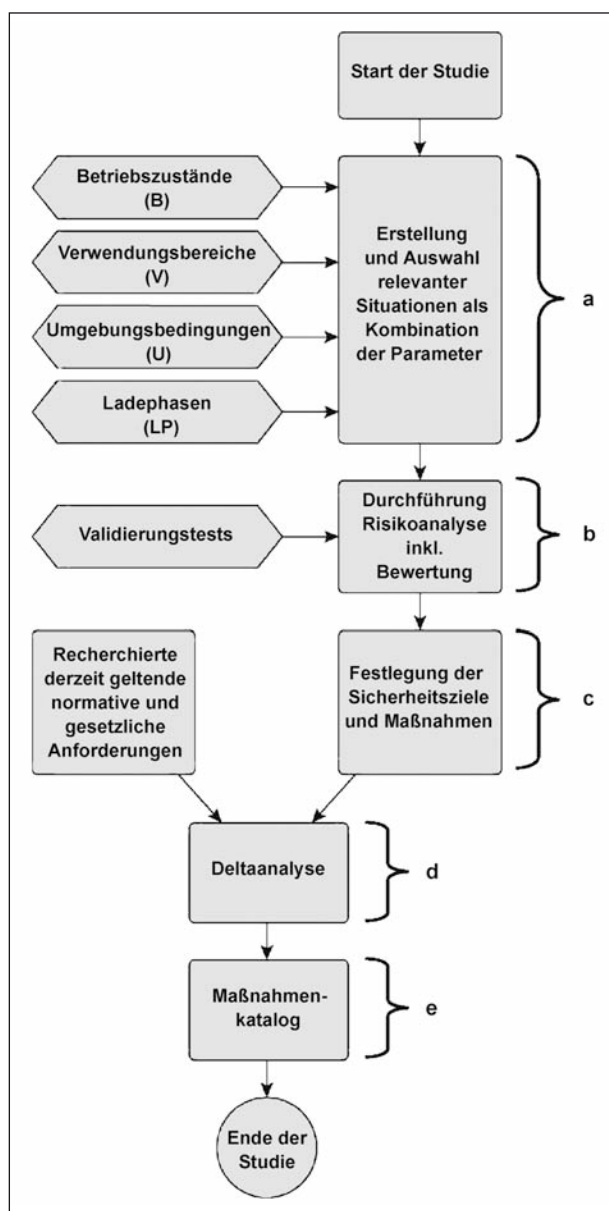 Start der Studie
Betriebszustände
(B)
Verwendungsbereiche
(V)
Umgebungsbedingungen
(U)
Ladephasen
(LP)
Erstellung
und Auswahl
relevanter
Situationen als
Kombination
der Parameter
a
Validierungstests
Durchführung
Risikoanalyse
inkl.
Bewertung
b
Recherchierte
derzeit geltende
normative und
gesetzliche
Anforderungen
Festlegung der
Sicherheitsziele
und Maßnahmen
c
Deltaanalyse
d
Maßnahmen-
katalog
e
Ende der
Studie